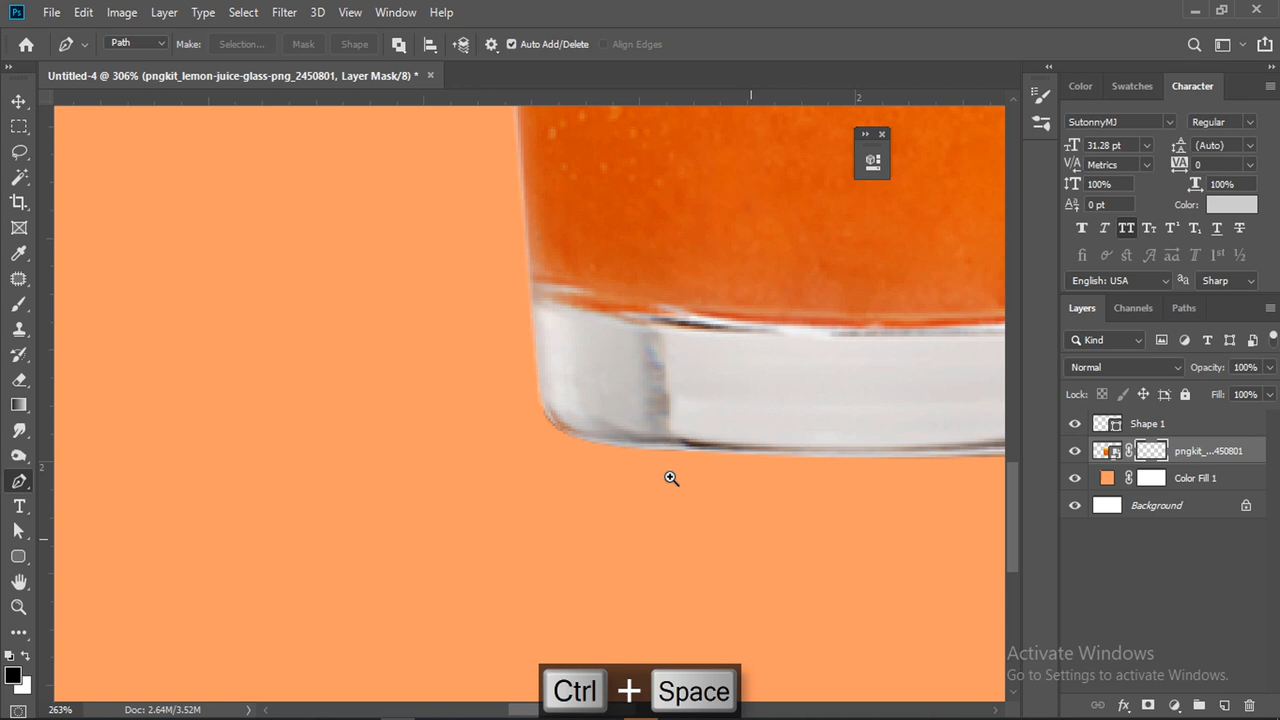 File Edit Image Layer Type Select Filter 3D View Window Help
Path Make: Selection... Mask Shape Auto Add/Delete Align Edges
Untitled-4 @ 306% (pngkit_lemon-juice-glass-png_2450801, Layer Mask/8) *
2
2
Color Swatches Character
SutonnyMJ Regular
31.28 pt (Auto)
Metrics 0
100% 100%
0 pt Color:
English: USA Sharp
Layers Channels Paths
Kind
Normal Opacity: 100%
Lock: Fill: 100%
Shape 1
pngkit_...450801
Color Fill 1
Background
Activate Windows
Go to Settings to activate Windows.
Ctrl + Space
263% Doc: 2.64M/3.52M